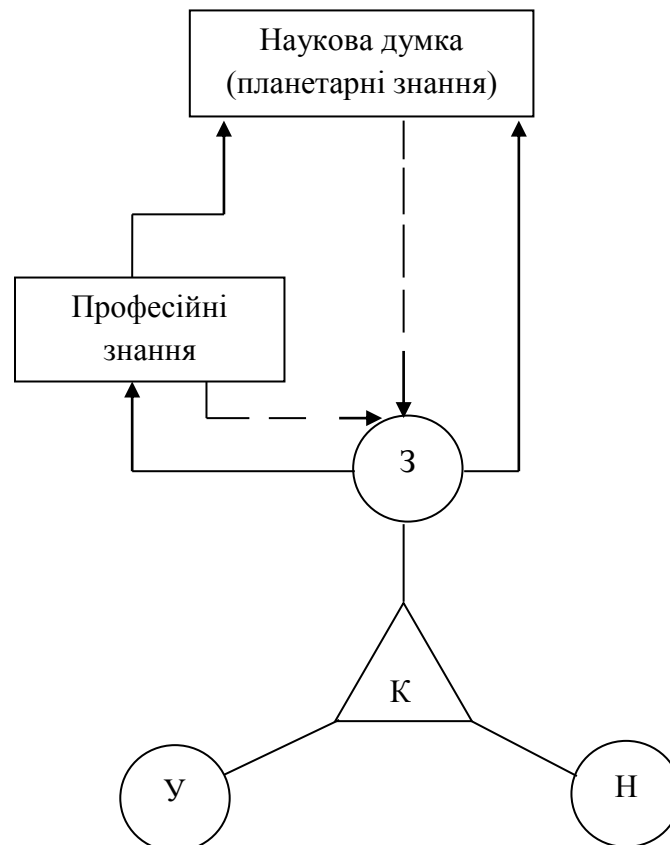 Наукова думка
(планетарні знання)
Професійні
знання
З
К
У
Н